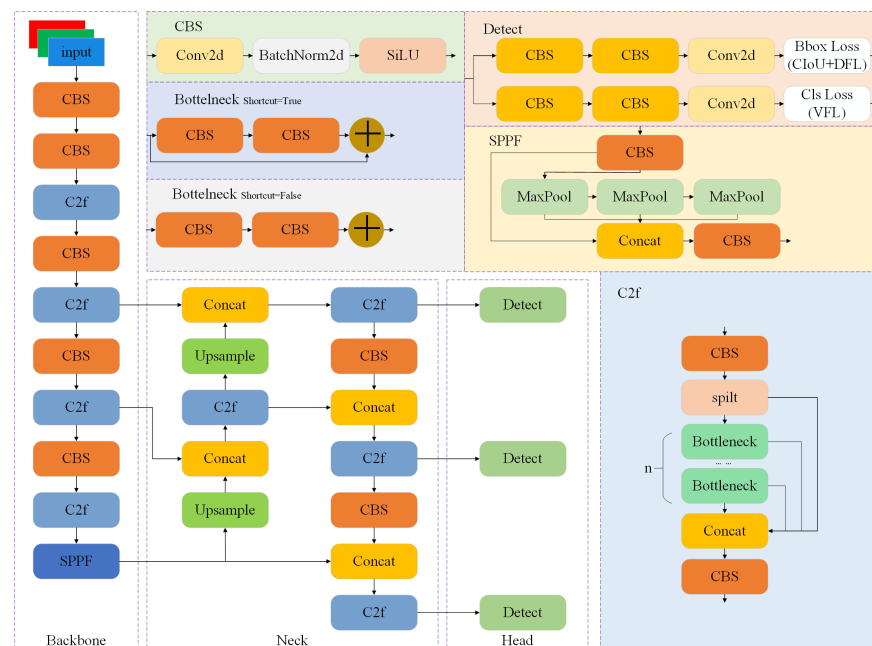 input
CBS
CBS
C2f
CBS
C2f
CBS
C2f
CBS
C2f
SPPF
Backbone
CBS
Conv2d
BatchNorm2d
SiLU
Bottelneck Shortcut=True
CBS
CBS
Bottelneck Shortcut=False
CBS
CBS
Detect
CBS
CBS
Conv2d
Bbox Loss
(CIoU+DFL)
CBS
CBS
Conv2d
Cls Loss
(VFL)
SPPF
CBS
MaxPool
MaxPool
MaxPool
Concat
CBS
Concat
Upsample
C2f
Concat
Upsample
C2f
CBS
Concat
C2f
CBS
Concat
C2f
Neck
Detect
Detect
Detect
Head
C2f
CBS
spilt
Bottleneck
... ...
n
Bottleneck
Concat
CBS